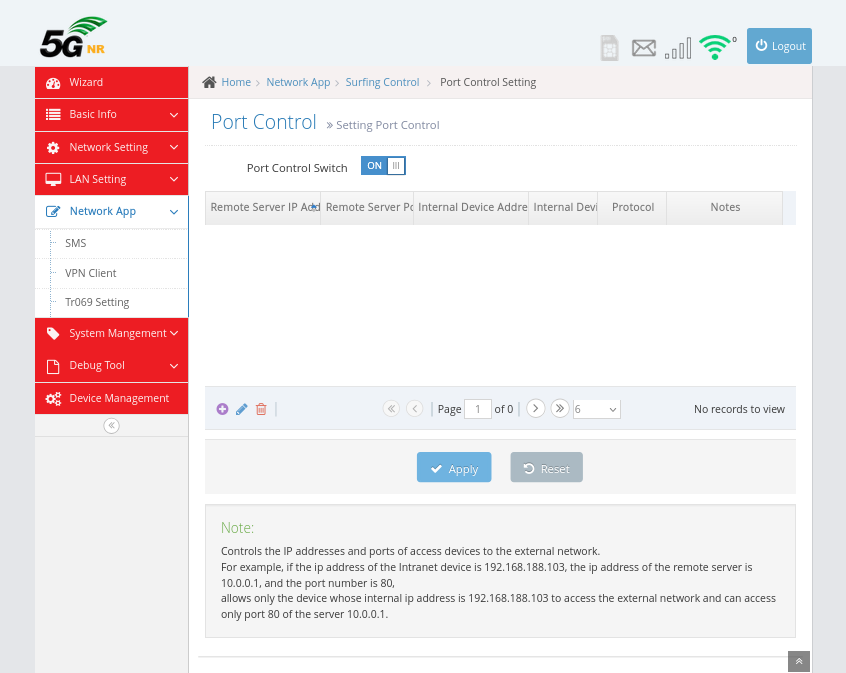 5G NR
0
Logout
Wizard
Basic Info
Network Setting
LAN Setting
Network App
SMS
VPN Client
Tr069 Setting
System Mangement
Debug Tool
Device Management
Home > Network App > Surfing Control > Port Control Setting
Port Control » Setting Port Control
Port Control Switch ON
Remote Server IP Add Remote Server Po Internal Device Addre Internal Devi Protocol Notes
Page 1 of 0 6 No records to view
Apply Reset
Note:
Controls the IP addresses and ports of access devices to the external network.
For example, if the ip address of the Intranet device is 192.168.188.103, the ip address of the remote server is
10.0.0.1, and the port number is 80,
allows only the device whose internal ip address is 192.168.188.103 to access the external network and can access
only port 80 of the server 10.0.0.1.